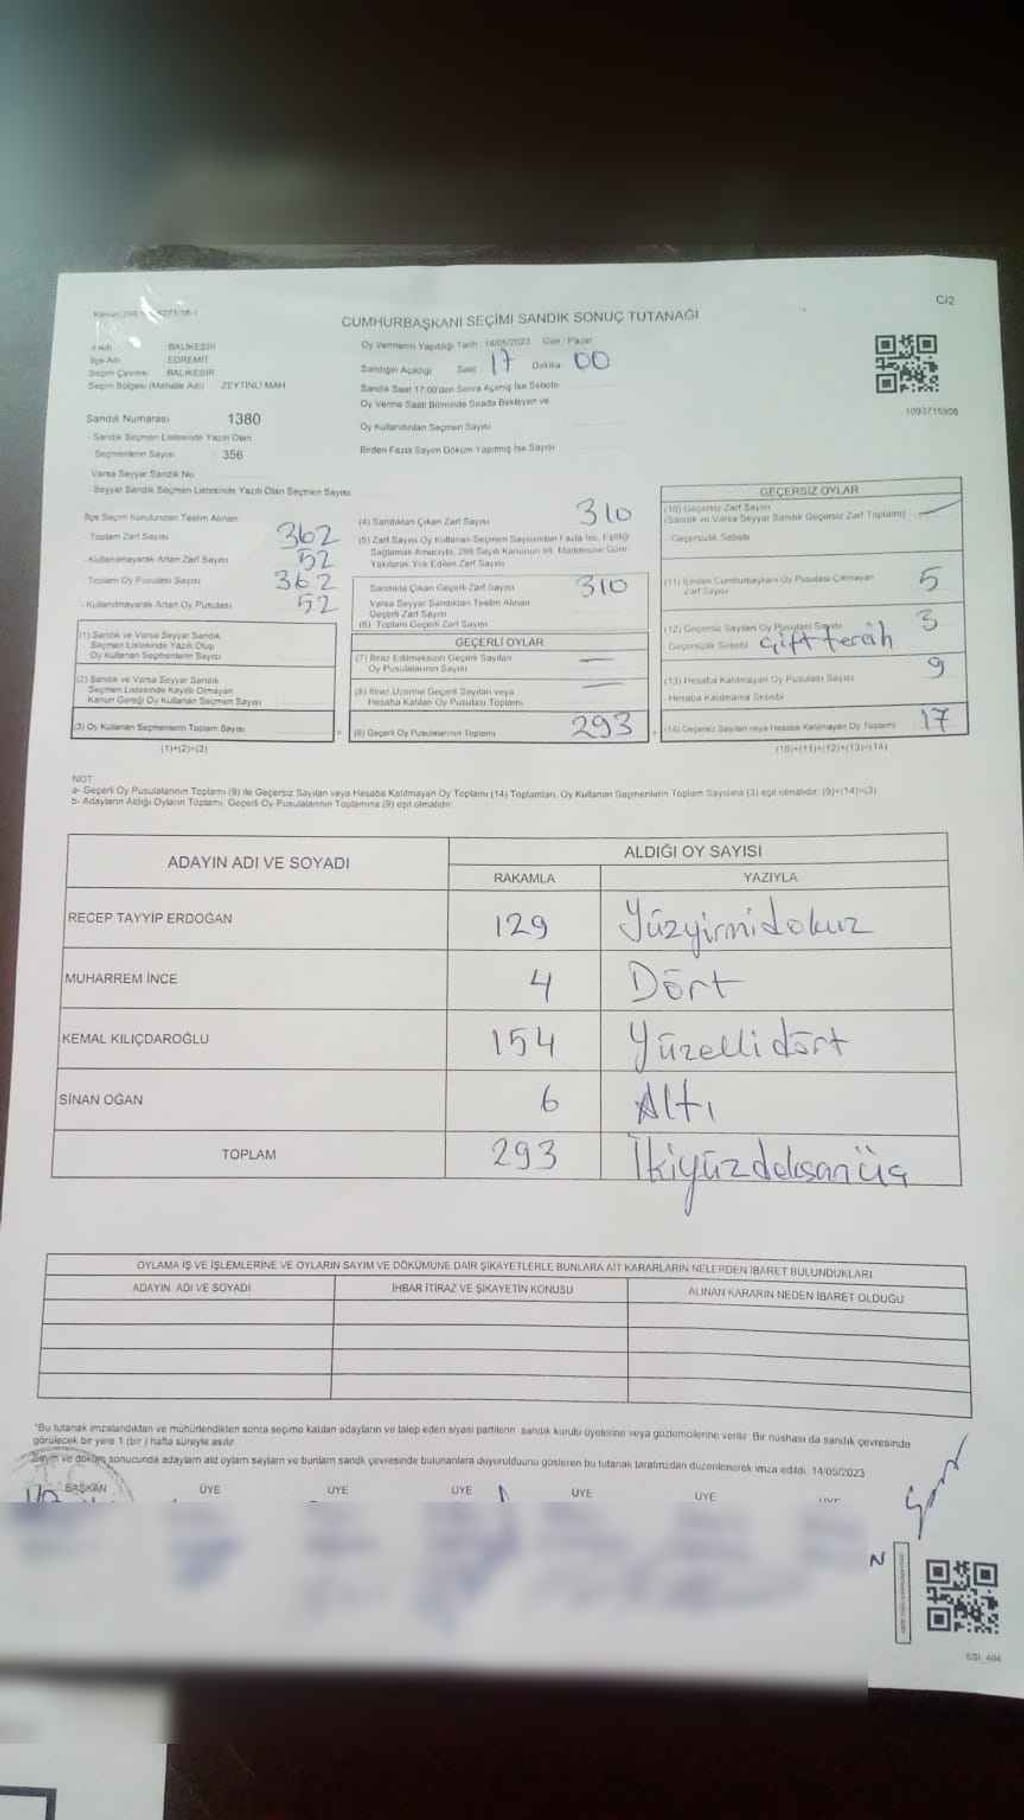 C/2
CUMHURBAŞKANI SEÇİMİ SANDIK SONUÇ TUTANAĞI
İl Adı : BALIKESİR
İlçe Adı : EDREMİT
Seçim Çevresi : BALIKESİR
Seçim Bölgesi (Mahalle Adı) : ZEYTİNLİ MAH
Sandık Numarası : 1380
- Sandık Seçmen Listesinde Yazılı Olan
Seçmenlerin Sayısı : 356
Varsa Seyyar Sandık No
- Seyyar Sandık Seçmen Listesinde Yazılı Olan Seçmen Sayısı
Oy Vermenin Yapıldığı Tarih : 14/05/2023 Gün : Pazar
Sandığın Açıldığı Saat : 17 Dakika : 00
Sandık Saat 17:00'dan Sonra Açılmış İse Sebebi
Oy Verme Saati Bitiminde Sırada Bekleyen ve
Oy Kullandırılan Seçmen Sayısı
Birden Fazla Sayım Döküm Yapılmış İse Sayısı
1093715906
İlçe Seçim Kurulundan Teslim Alınan
- Toplam Zarf Sayısı 362
- Kullanılmayarak Artan Zarf Sayısı 52
Toplam Oy Pusulası Sayısı 362
- Kullanılmayarak Artan Oy Pusulası 52
(1) Sandık ve Varsa Seyyar Sandık
Seçmen Listesinde Yazılı Olup
Oy Kullanan Seçmenlerin Sayısı
(2) Sandık ve Varsa Seyyar Sandık
Seçmen Listesinde Kayıtlı Olmayan
Kanun Gereği Oy Kullanan Seçmen Sayısı
(3) Oy Kullanan Seçmenlerin Toplam Sayısı
(1)+(2)=(3)
(4) Sandıktan Çıkan Zarf Sayısı 310
(5) Zarf Sayısı Oy Kullanan Seçmen Sayısından Fazla İse, Eşitliği
Sağlamak Amacıyla, 298 Sayılı Kanunun 98. Maddesine Göre
Yakılarak Yok Edilen Zarf Sayısı
Sandıkta Çıkan Geçerli Zarf Sayısı 310
Varsa Seyyar Sandıktan Teslim Alınan
Geçerli Zarf Sayısı
(6) Toplam Geçerli Zarf Sayısı
GEÇERLİ OYLAR
(7) İtiraz Edilmeksizin Geçerli Sayılan
Oy Pusulalarının Sayısı
(8) İtiraz Üzerine Geçerli Sayılan veya
Hesaba Katılan Oy Pusulası Toplamı
(9) Geçerli Oy Pusulalarının Toplamı 293
GEÇERSİZ OYLAR
(10) Geçersiz Zarf Sayısı
(Sandık ve Varsa Seyyar Sandık Geçersiz Zarf Toplamı)
Geçersizlik Sebebi
(11) İçinden Cumhurbaşkanı Oy Pusulası Çıkmayan
Zarf Sayısı 5
(12) Geçersiz Sayılan Oy Pusulası Sayısı 3
Geçersizlik Sebebi Çift tercih
(13) Hesaba Katılmayan Oy Pusulası Sayısı 9
Hesaba Katılmama Sebebi
(14) Geçersiz Sayılan veya Hesaba Katılmayan Oy Toplamı 17
(10)+(11)+(12)+(13)=(14)
NOT
a- Geçerli Oy Pusulalarının Toplamı (9) ile Geçersiz Sayılan veya Hesaba Katılmayan Oy Toplamı (14) Toplamları, Oy Kullanan Seçmenlerin Toplam Sayısına (3) eşit olmalıdır. (9)+(14)=(3)
b- Adayların Aldığı Oyların Toplamı, Geçerli Oy Pusulalarının Toplamına (9) eşit olmalıdır.
ADAYIN ADI VE SOYADI
ALDIĞI OY SAYISI
RAKAMLA YAZIYLA
RECEP TAYYİP ERDOĞAN 129 Yüzyirmidokuz
MUHARREM İNCE 4 Dört
KEMAL KILIÇDAROĞLU 154 Yüzellidört
SİNAN OĞAN 6 Altı
TOPLAM 293 İkiyüzdoksanüç
OYLAMA İŞ VE İŞLEMLERİNE VE OYLARIN SAYIM VE DÖKÜMÜNE DAİR ŞİKAYETLERLE BUNLARA AİT KARARLARIN NELERDEN İBARET BULUNDUKLARI
ADAYIN ADI VE SOYADI İHBAR İTİRAZ VE ŞİKAYETİN KONUSU ALINAN KARARIN NEDEN İBARET OLDUĞU
*Bu tutanak imzalandıktan ve mühürlendikten sonra seçime katılan adayların ve talep eden siyasi partilerin sandık kurulu üyelerine veya gözlemcilerine verilir. Bir nüshası da sandık çevresinde
görülecek bir yere 1 (bir) hafta süreyle asılır.
Sayım ve döküm sonucunda adayların aldığı oyların sayıları ve bunların sandık çevresinde bulunanlara duyurulduğunu gösteren bu tutanak tarafımızdan düzenlenerek imza edildi. 14/05/2023
BAŞKAN ÜYE ÜYE ÜYE ÜYE ÜYE